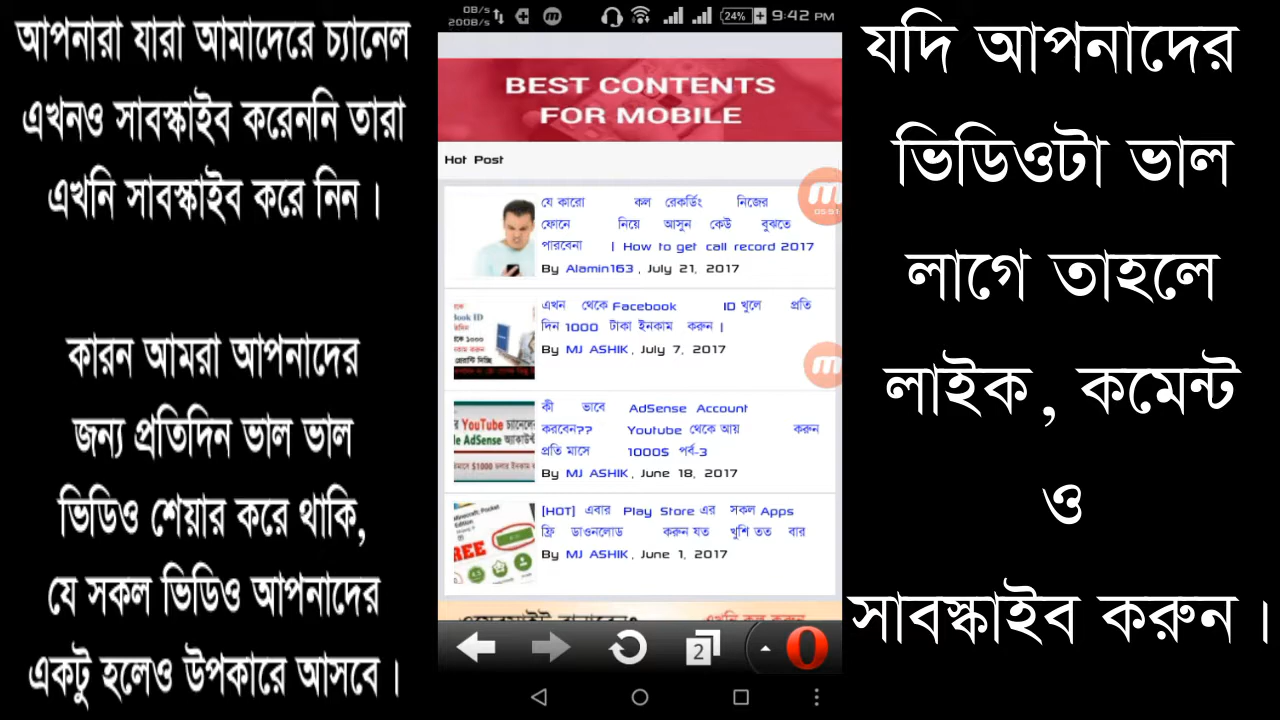 আপনারা যারা আমাদেরে চ্যানেল
এখনও সাবস্কাইব করেননি তারা
এখনি সাবস্কাইব করে নিন ।
কারন আমরা আপনাদের
জন্য প্রতিদিন ভাল ভাল
ভিডিও শেয়ার করে থাকি,
যে সকল ভিডিও আপনাদের
একটু হলেও উপকারে আসবে ।
0B/s
200B/s
24%
9:42 PM
BEST CONTENTS
FOR MOBILE
Hot Post
05:51
যে কারো কল রেকর্ডিং নিজের
ফোনে নিয়ে আসুন কেউ বুঝতে
পারবেনা | How to get call record 2017
By Alamin163 , July 21, 2017
এখন থেকে Facebook ID খুলে প্রতি
দিন 1000 টাকা ইনকাম করুন |
By MJ ASHIK , July 7, 2017
কী ভাবে AdSense Account
করবেন?? Youtube থেকে আয় করুন
প্রতি মাসে 1000$ পর্ব-3
By MJ ASHIK , June 18, 2017
[HOT] এবার Play Store এর সকল Apps
ফ্রি ডাওনলোড করুন যত খুশি তত বার
By MJ ASHIK , June 1, 2017
2
যদি আপনাদের
ভিডিওটা ভাল
লাগে তাহলে
লাইক , কমেন্ট
ও
সাবস্কাইব করুন ।